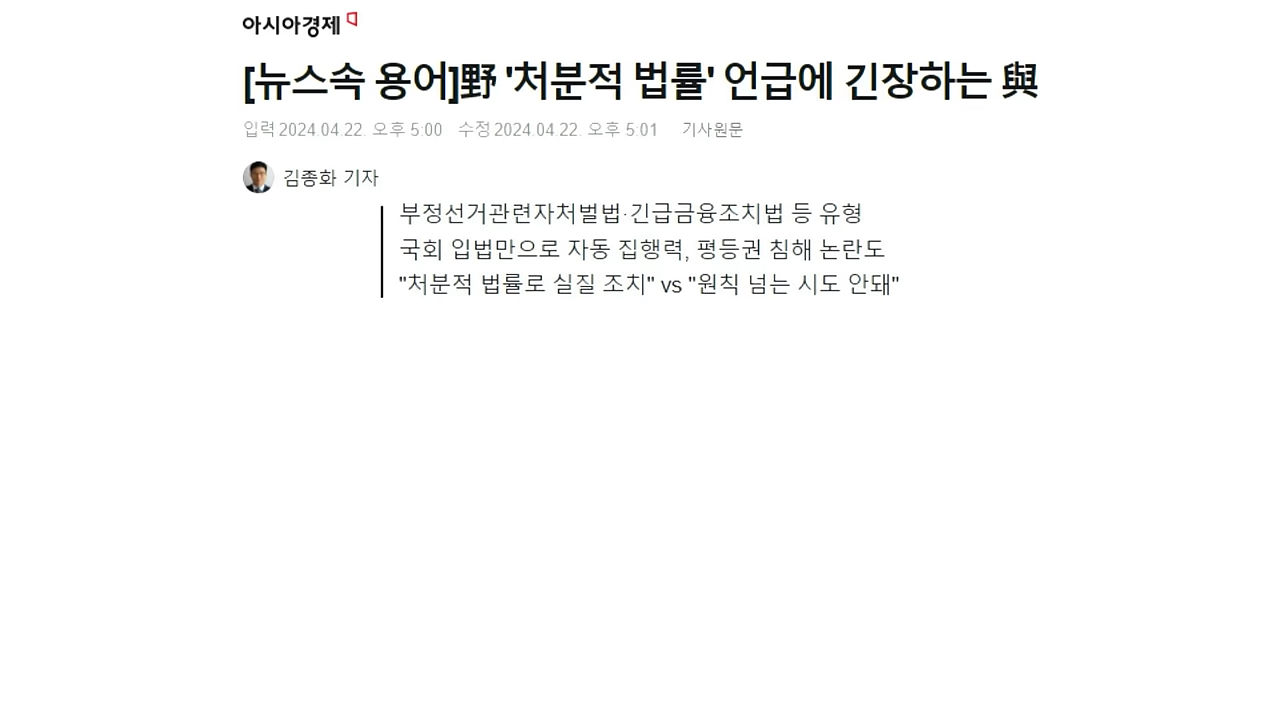 아시아경제
[뉴스속 용어]野 '처분적 법률' 언급에 긴장하는 與
입력 2024.04.22. 오후 5:00 수정 2024.04.22. 오후 5:01 기사원문
김종화 기자
부정선거관련자처벌법·긴급금융조치법 등 유형
국회 입법만으로 자동 집행력, 평등권 침해 논란도
"처분적 법률로 실질 조치" vs "원칙 넘는 시도 안돼"